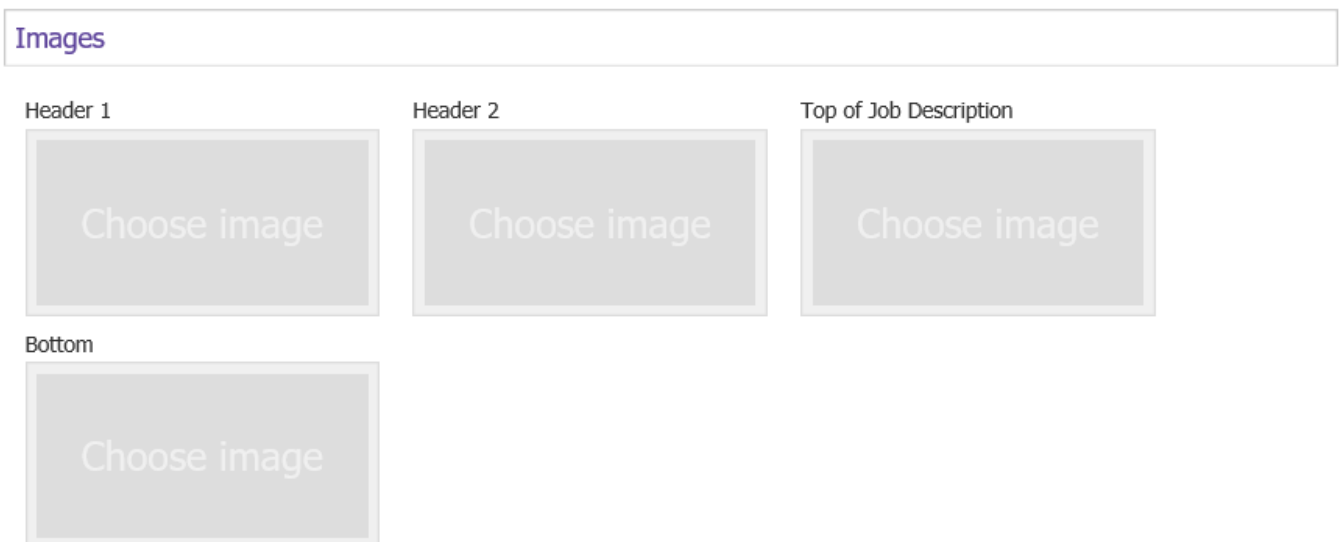 Images
Header 1
Header 2
Top of Job Description
Choose image
Choose image
Choose image
Bottom
Choose image